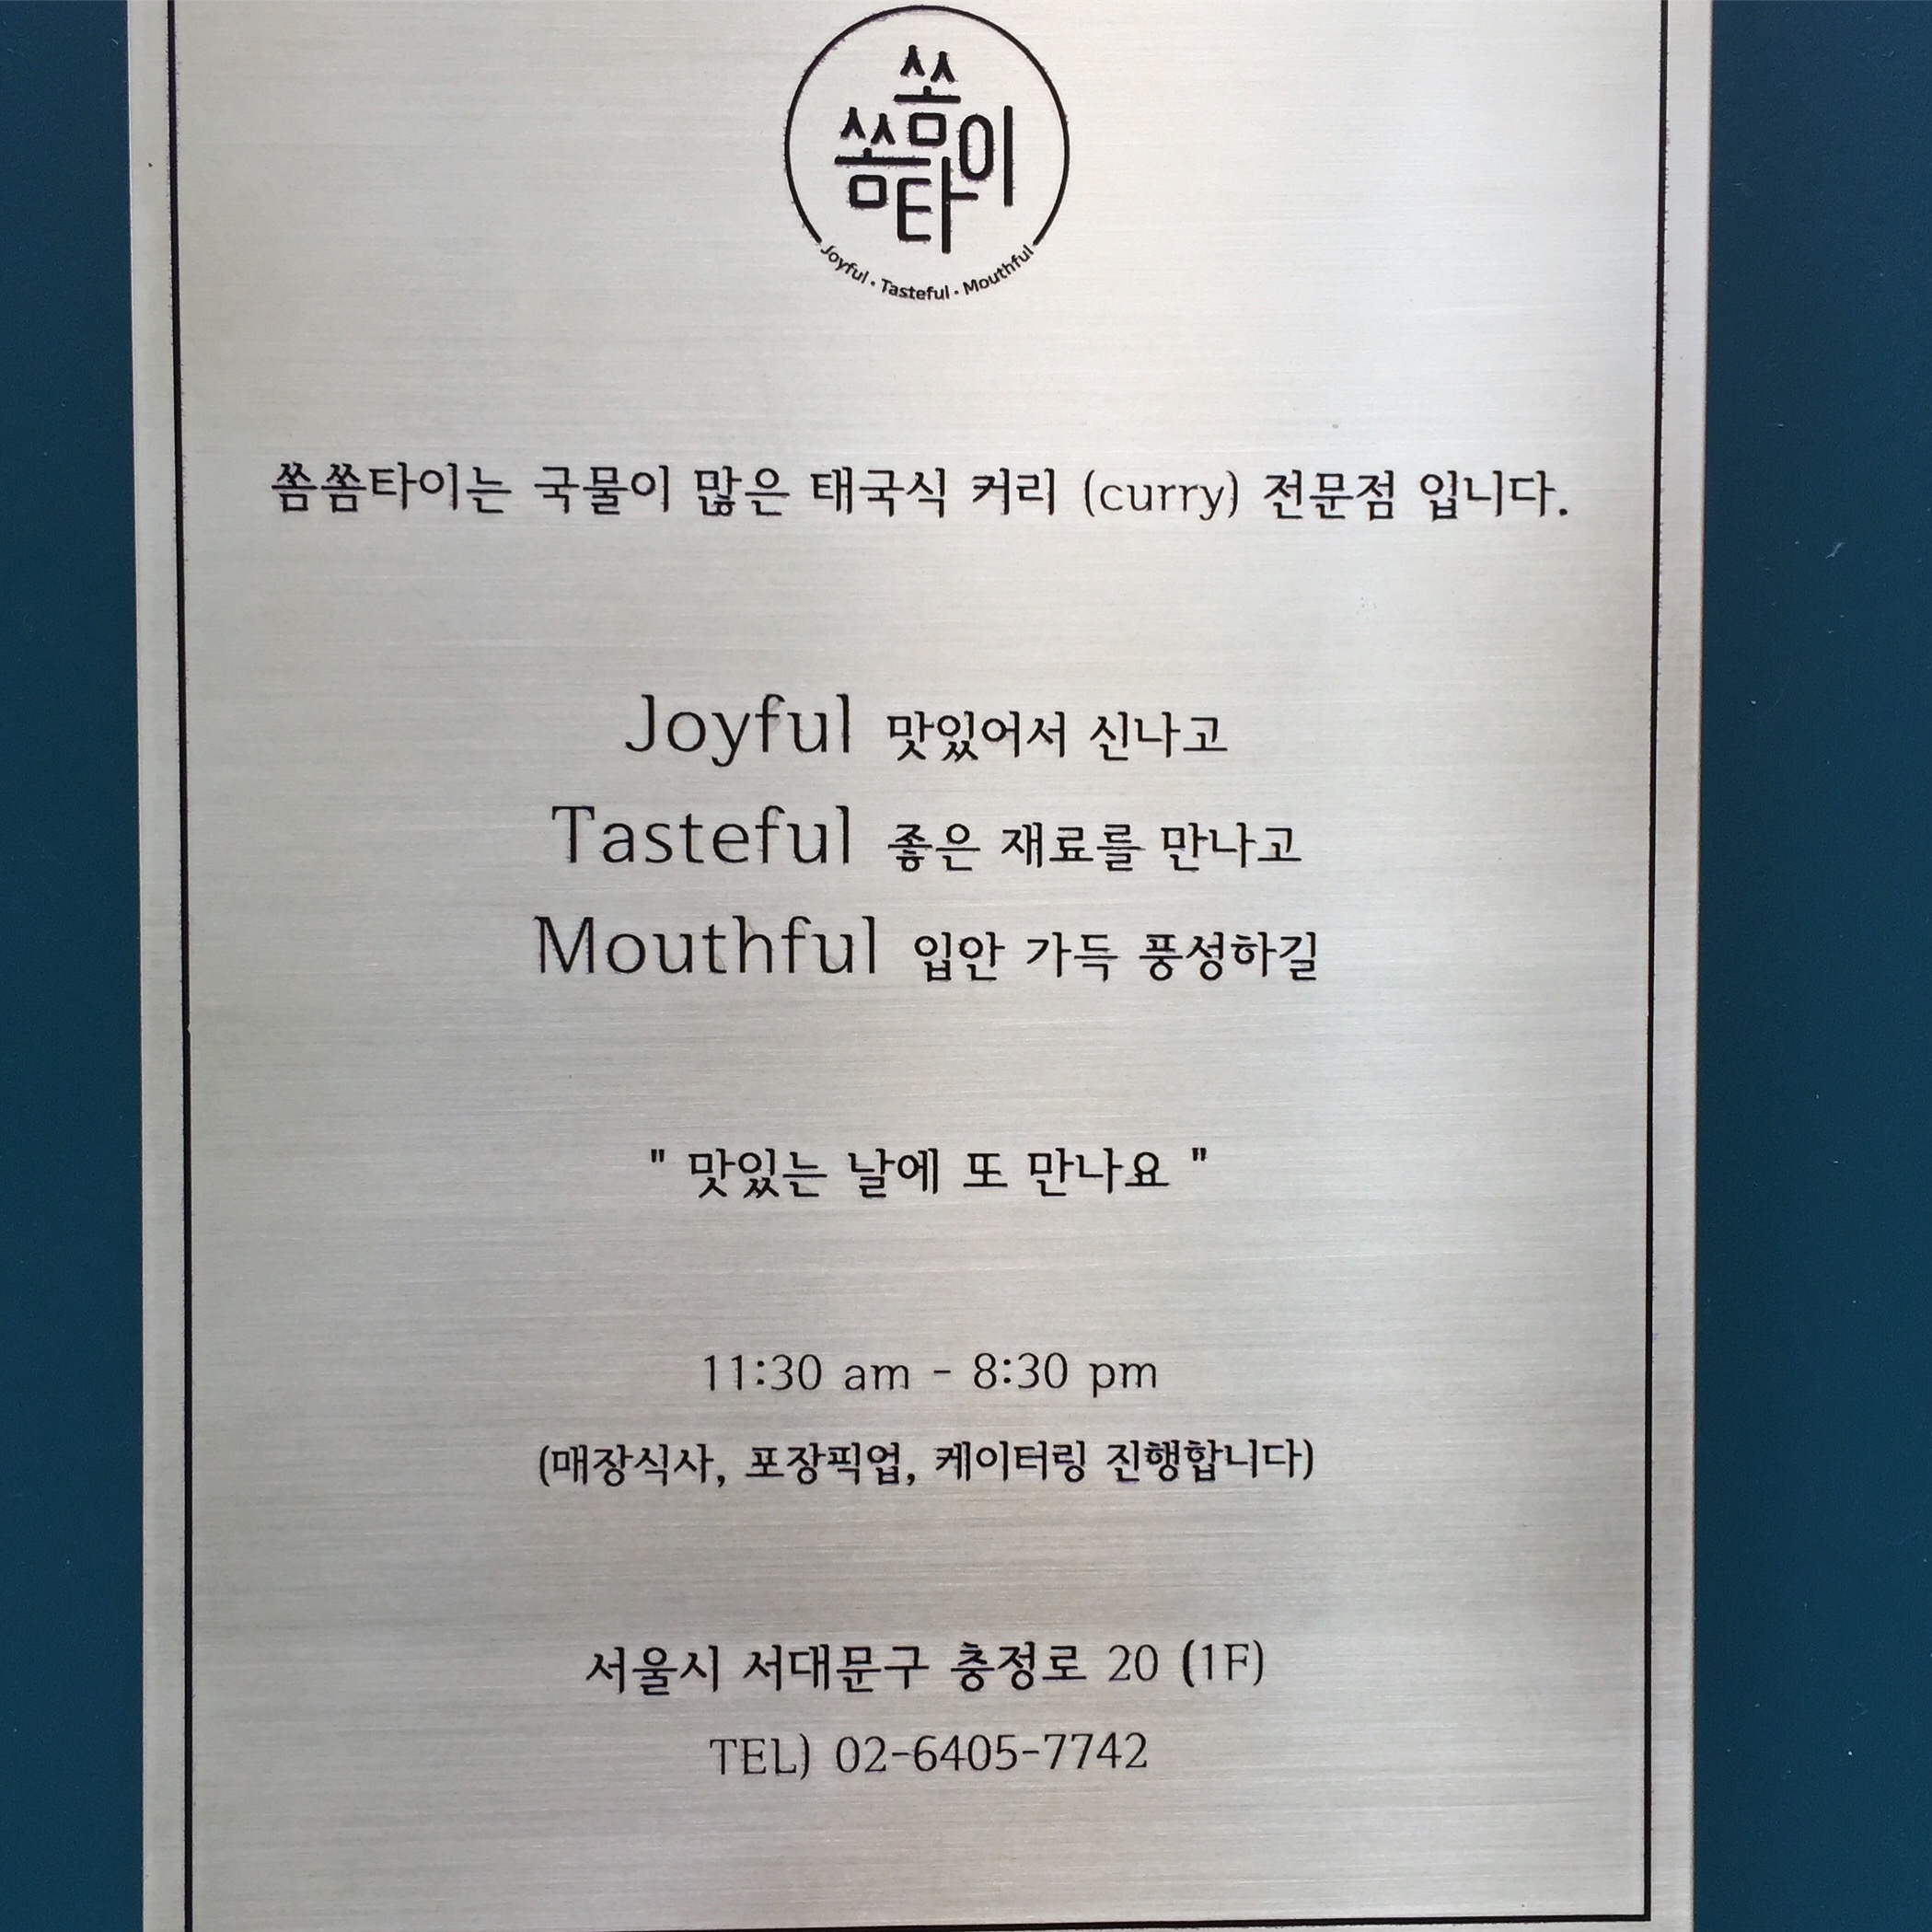 쏨쏨타이
Joyful · Tasteful · Mouthful
쏨쏨타이는 국물이 많은 태국식 커리 (curry) 전문점 입니다.
Joyful 맛있어서 신나고
Tasteful 좋은 재료를 만나고
Mouthful 입안 가득 풍성하길
" 맛있는 날에 또 만나요 "
11:30 am - 8:30 pm
(매장식사, 포장픽업, 케이터링 진행합니다)
서울시 서대문구 충정로 20 (1F)
TEL) 02-6405-7742